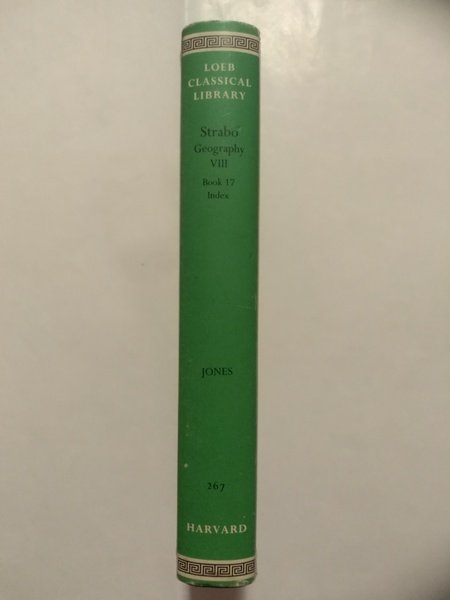 LOEB
CLASSICAL
LIBRARY
Strabo
Geography
VIII
Book 17
Index
JONES
267
HARVARD